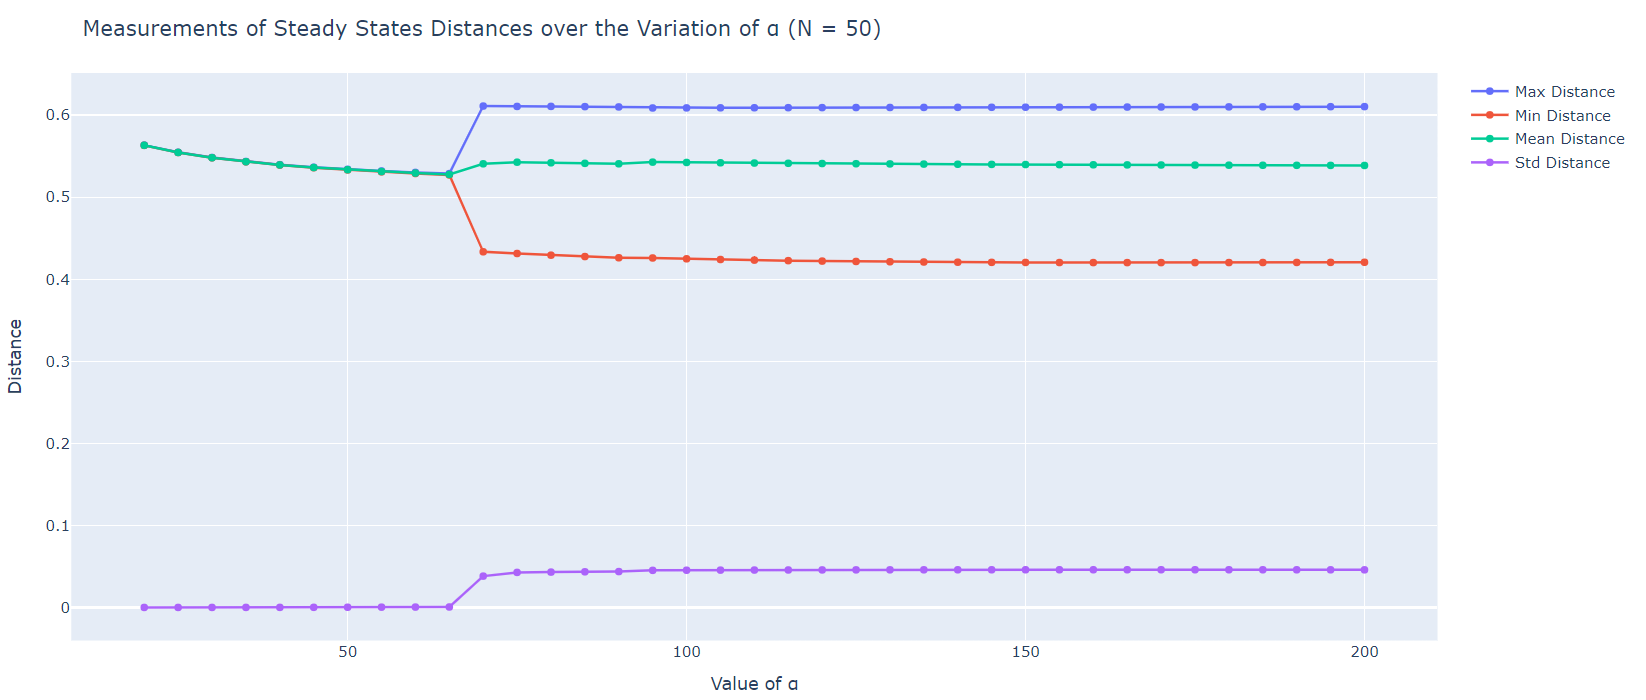 Measurements of Steady States Distances over the Variation of α (N = 50)
Max Distance
Min Distance
Mean Distance
Std Distance
0.6
0.5
0.4
0.3
0.2
0.1
0
Distance
50
100
150
200
Value of α